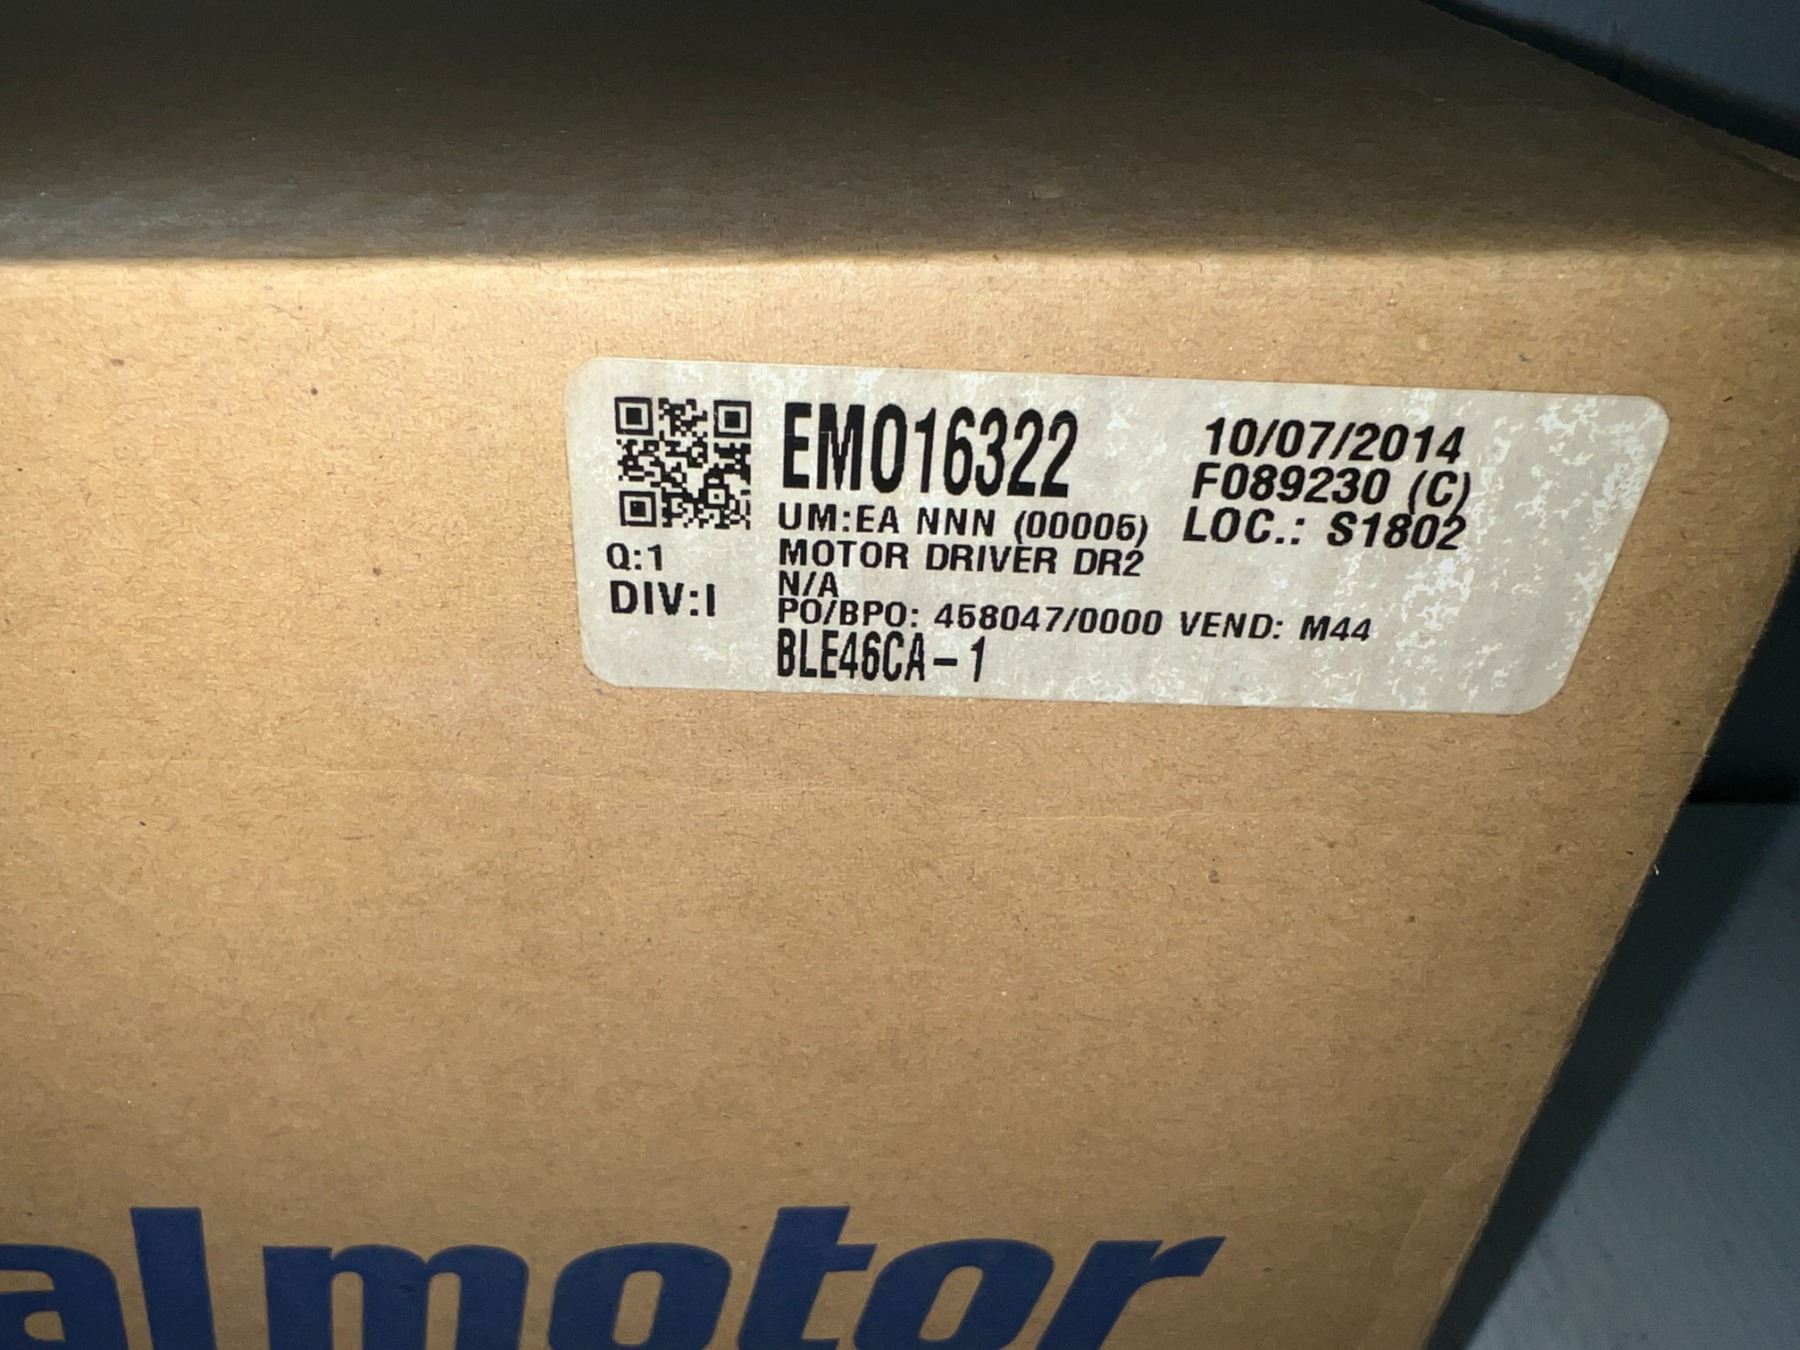 EMO16322
10/07/2014
F089230 (C)
UM:EA NNN (00005)
LOC.: S1802
Q:1
MOTOR DRIVER DR2
DIV:I
N/A
PO/BPO: 458047/0000 VEND: M44
BLE46CA-1
almotor